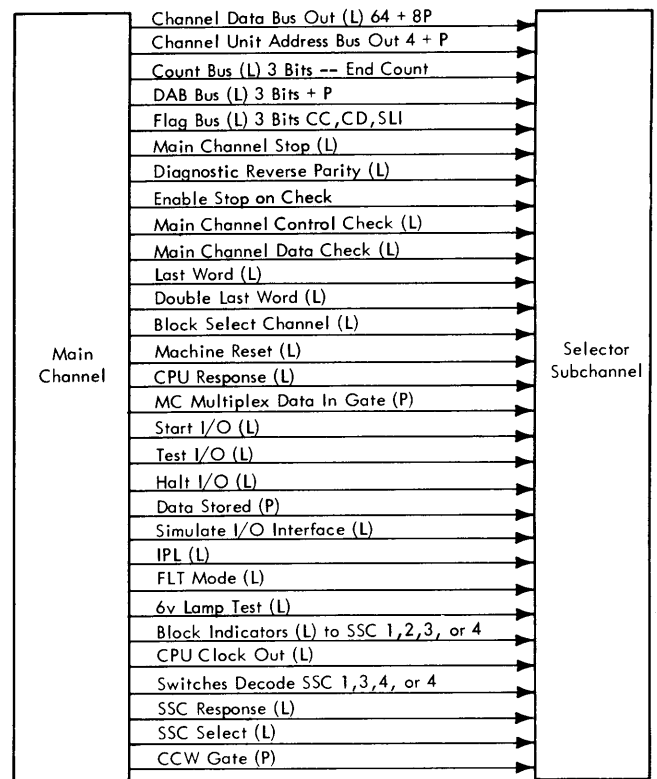 Channel Data Bus Out (L) 64 + 8P
Channel Unit Address Bus Out 4 + P
Count Bus (L) 3 Bits -- End Count
DAB Bus (L) 3 Bits + P
Flag Bus (L) 3 Bits CC,CD,SLI
Main Channel Stop (L)
Diagnostic Reverse Parity (L)
Enable Stop on Check
Main Channel Control Check (L)
Main Channel Data Check (L)
Last Word (L)
Double Last Word (L)
Block Select Channel (L)
Main
Channel
Machine Reset (L)
Selector
Subchannel
CPU Response (L)
MC Multiplex Data In Gate (P)
Start I/O (L)
Test I/O (L)
Halt I/O (L)
Data Stored (P)
Simulate I/O Interface (L)
IPL (L)
FLT Mode (L)
6v Lamp Test (L)
Block Indicators (L) to SSC 1,2,3, or 4
CPU Clock Out (L)
Switches Decode SSC 1,3,4, or 4
SSC Response (L)
SSC Select (L)
CCW Gate (P)